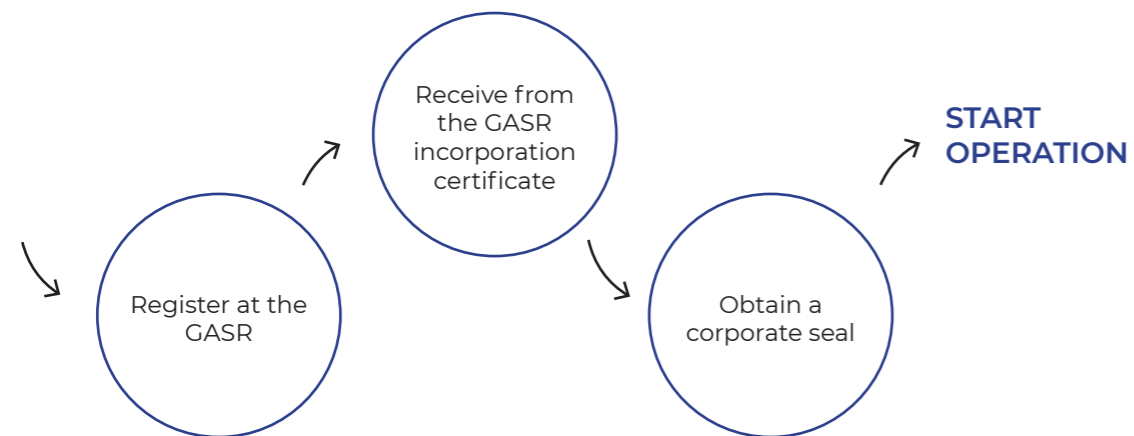 Register at the
GASR
Receive from
the GASR
incorporation
certificate
Obtain a
corporate seal
START
OPERATION